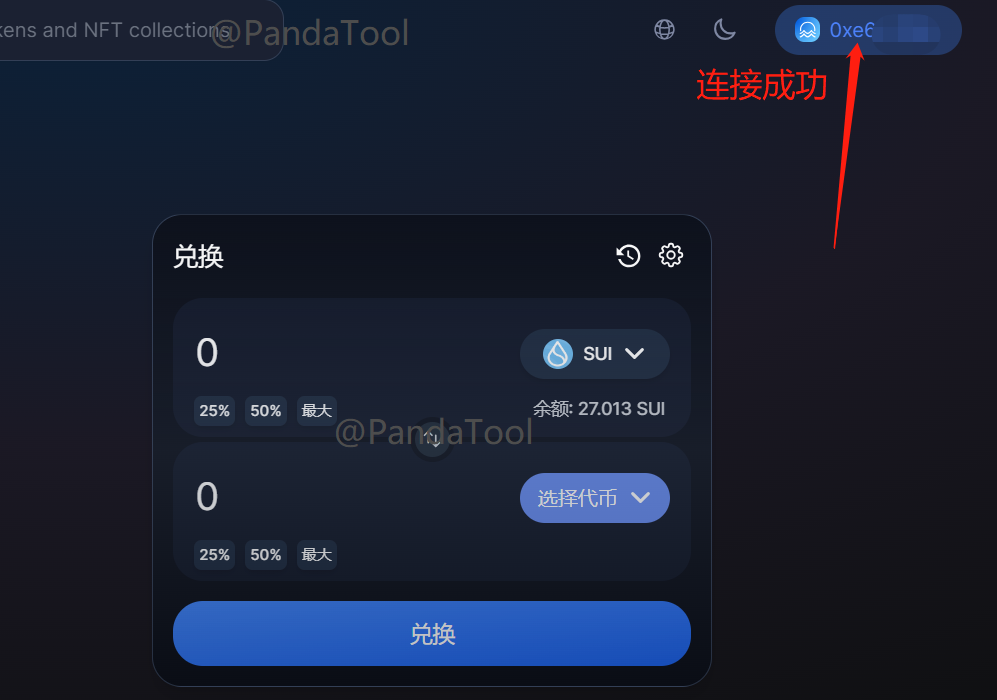 kens and NFT collections
@PandaTool
0xe6
连接成功
兑换
0
SUI
25% 50% 最大
余额: 27.013 SUI
@PandaTool
0
选择代币
25% 50% 最大
兑换